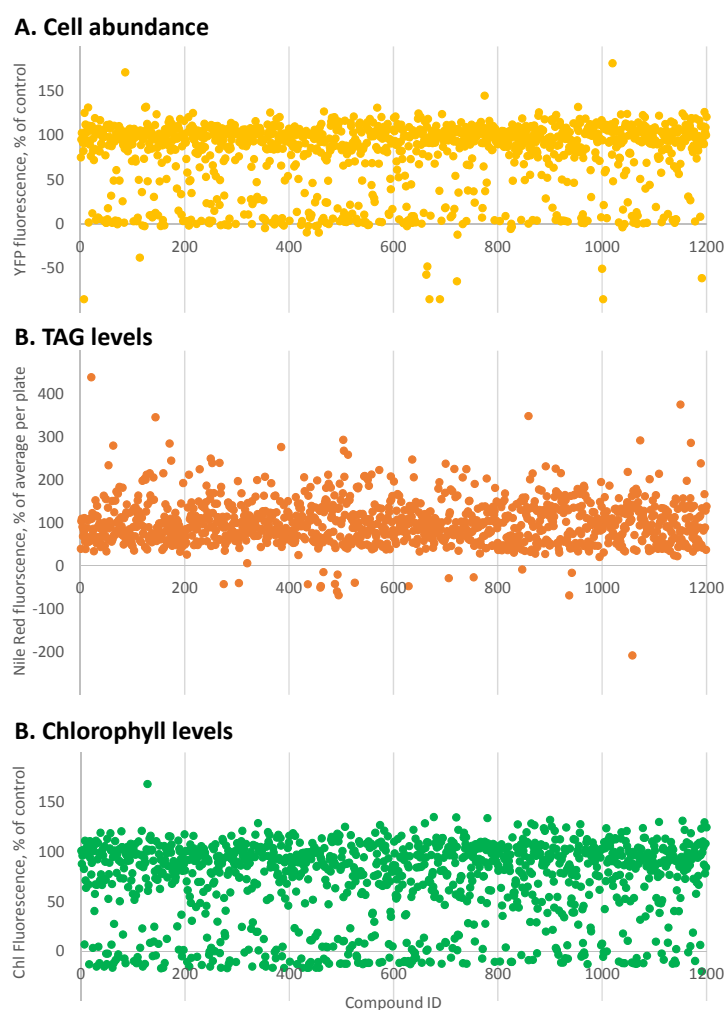 A. Cell abundance
YFP fluorescence, % of control
150
100
50
0
-50
0 200 400 600 800 1000 1200
B. TAG levels
Nile Red fluorscence, % of average per plate
400
300
200
100
0
-100
-200
0 200 400 600 800 1000 1200
B. Chlorophyll levels
Chl Fluorescence, % of control
150
100
50
0
0 200 400 600 800 1000 1200
Compound ID